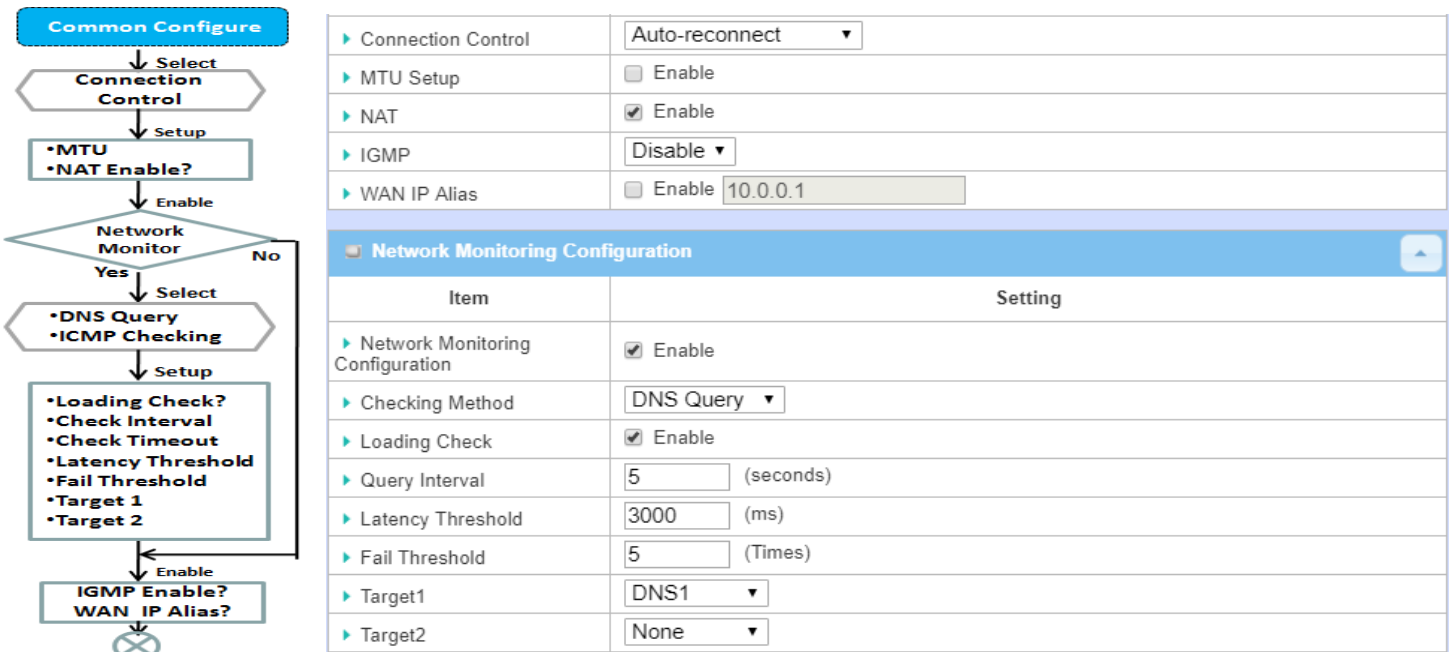 Common Configure
Select
Connection
Control
Setup
•MTU
•NAT Enable?
Enable
Network
Monitor
No
Yes
Select
•DNS Query
•ICMP Checking
Setup
•Loading Check?
•Check Interval
•Check Timeout
•Latency Threshold
•Fail Threshold
•Target 1
•Target 2
Enable
IGMP Enable?
WAN IP Alias?
Connection Control Auto-reconnect
MTU Setup Enable
NAT Enable
IGMP Disable
WAN IP Alias Enable 10.0.0.1
Network Monitoring Configuration
Item Setting
Network Monitoring
Configuration Enable
Checking Method DNS Query
Loading Check Enable
Query Interval 5 (seconds)
Latency Threshold 3000 (ms)
Fail Threshold 5 (Times)
Target1 DNS1
Target2 None